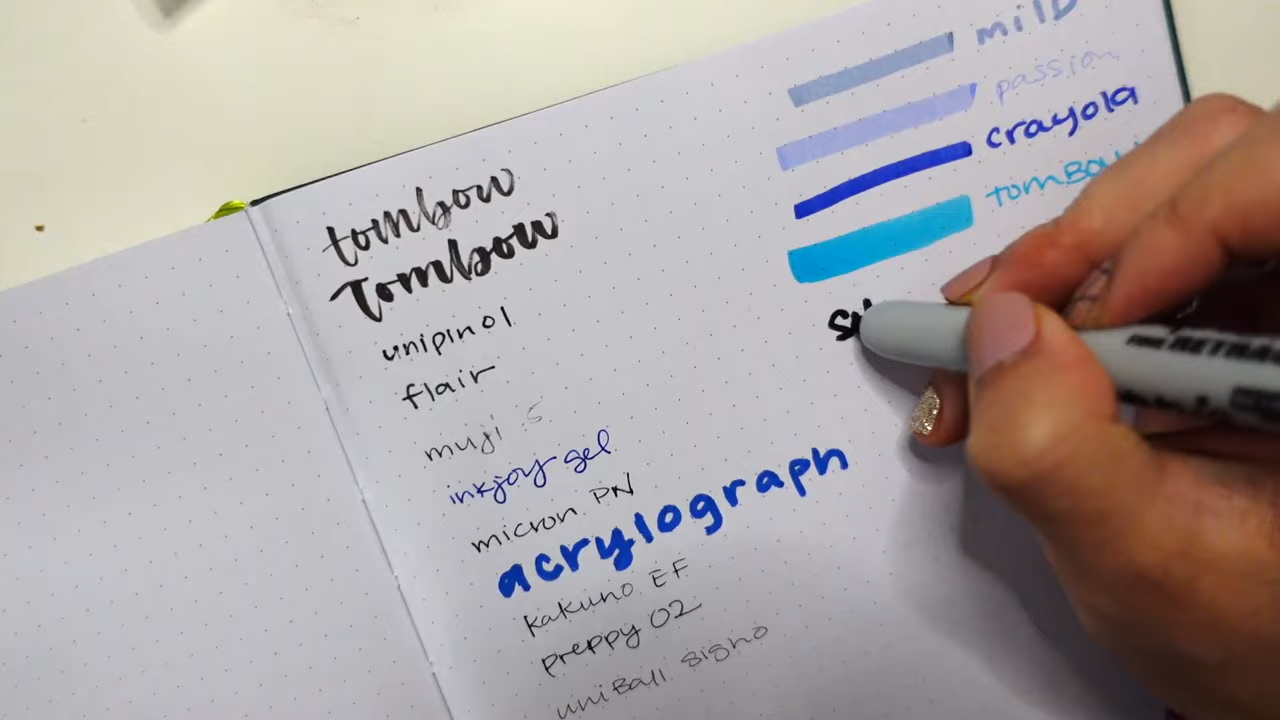 tombow
Tombow
unipin 01
flair
muji 5
inkjoy gel
micron PN
acrylograph
kakuno EF
preppy 02
uniBall signo
milD
passion
crayola